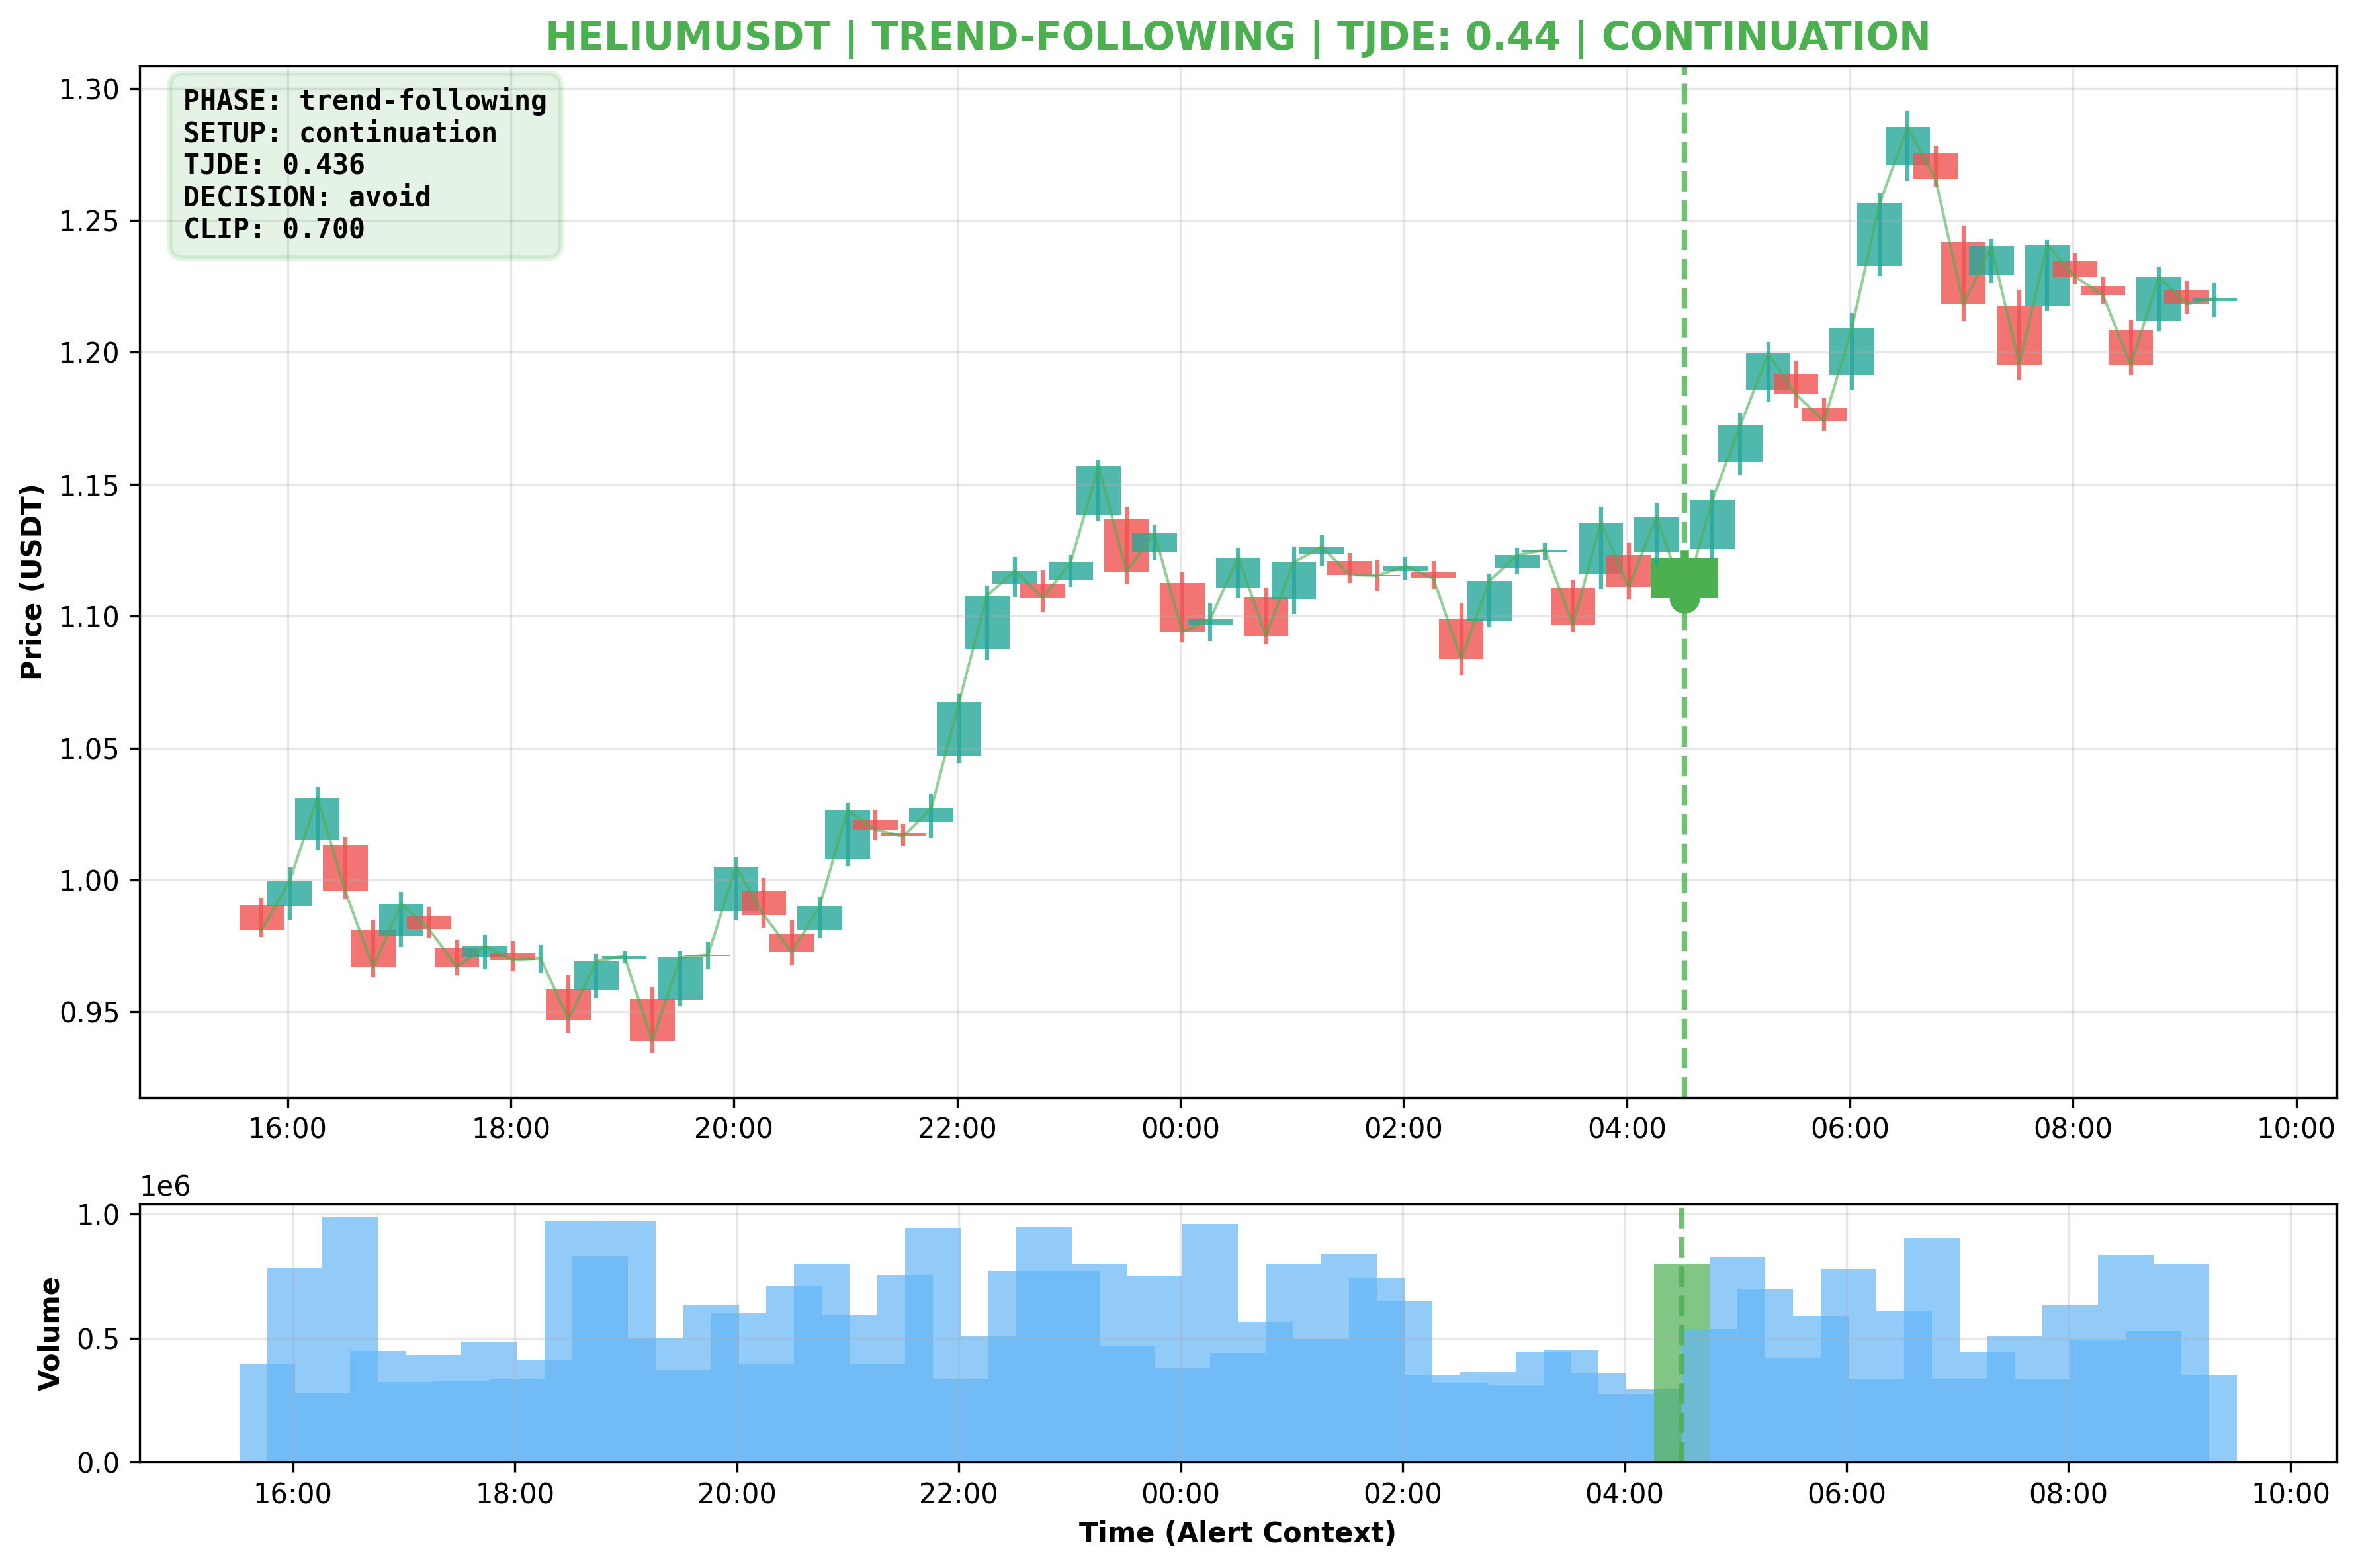 HELIUMUSDT | TREND-FOLLOWING | TJDE: 0.44 | CONTINUATION
PHASE: trend-following
SETUP: continuation
TJDE: 0.436
DECISION: avoid
CLIP: 0.700
Price (USDT)
1.30
1.25
1.20
1.15
1.10
1.05
1.00
0.95
16:00 18:00 20:00 22:00 00:00 02:00 04:00 06:00 08:00 10:00
1e6
Volume
1.0
0.5
0.0
16:00 18:00 20:00 22:00 00:00 02:00 04:00 06:00 08:00 10:00
Time (Alert Context)